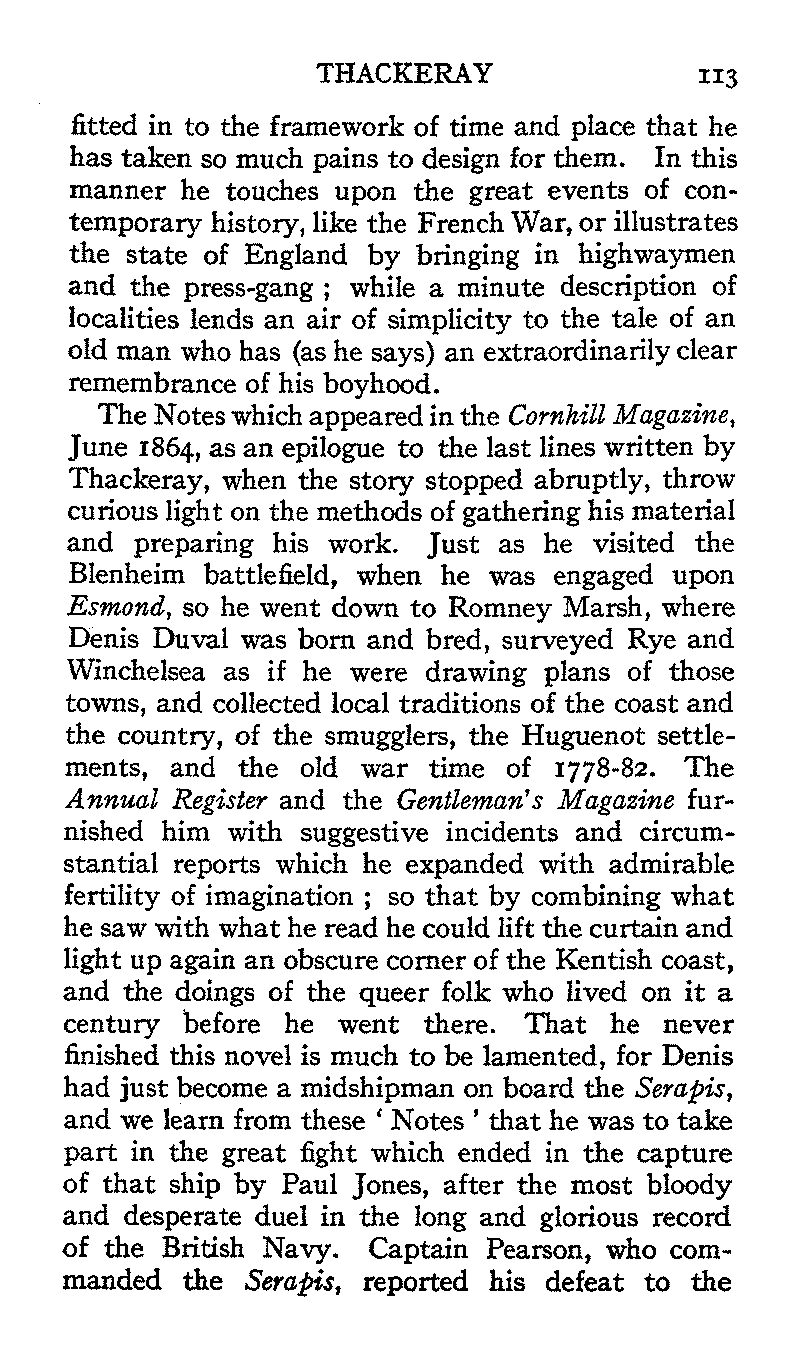 THACKERAY 113
fitted in to the framework of time and place that he
has taken so much pains to design for them. In this
manner he touches upon the great events of con-
temporary history, like the French War, or illustrates
the state of England by bringing in highwaymen
and the press-gang ; while a minute description of
localities lends an air of simplicity to the tale of an
old man who has (as he says) an extraordinarily clear
remembrance of his boyhood.
The Notes which appeared in the Cornhill Magazine,
June 1864, as an epilogue to the last lines written by
Thackeray, when the story stopped abruptly, throw
curious light on the methods of gathering his material
and preparing his work. Just as he visited the
Blenheim battlefield, when he was engaged upon
Esmond, so he went down to Romney Marsh, where
Denis Duval was born and bred, surveyed Rye and
Winchelsea as if he were drawing plans of those
towns, and collected local traditions of the coast and
the country, of the smugglers, the Huguenot settle-
ments, and the old war time of 1778-82. The
Annual Register and the Gentleman's Magazine fur-
nished him with suggestive incidents and circum-
stantial reports which he expanded with admirable
fertility of imagination ; so that by combining what
he saw with what he read he could lift the curtain and
light up again an obscure corner of the Kentish coast,
and the doings of the queer folk who lived on it a
century before he went there. That he never
finished this novel is much to be lamented, for Denis
had just become a midshipman on board the Serapis,
and we learn from these ‘ Notes ’ that he was to take
part in the great fight which ended in the capture
of that ship by Paul Jones, after the most bloody
and desperate duel in the long and glorious record
of the British Navy. Captain Pearson, who com-
manded the Serapis, reported his defeat to the